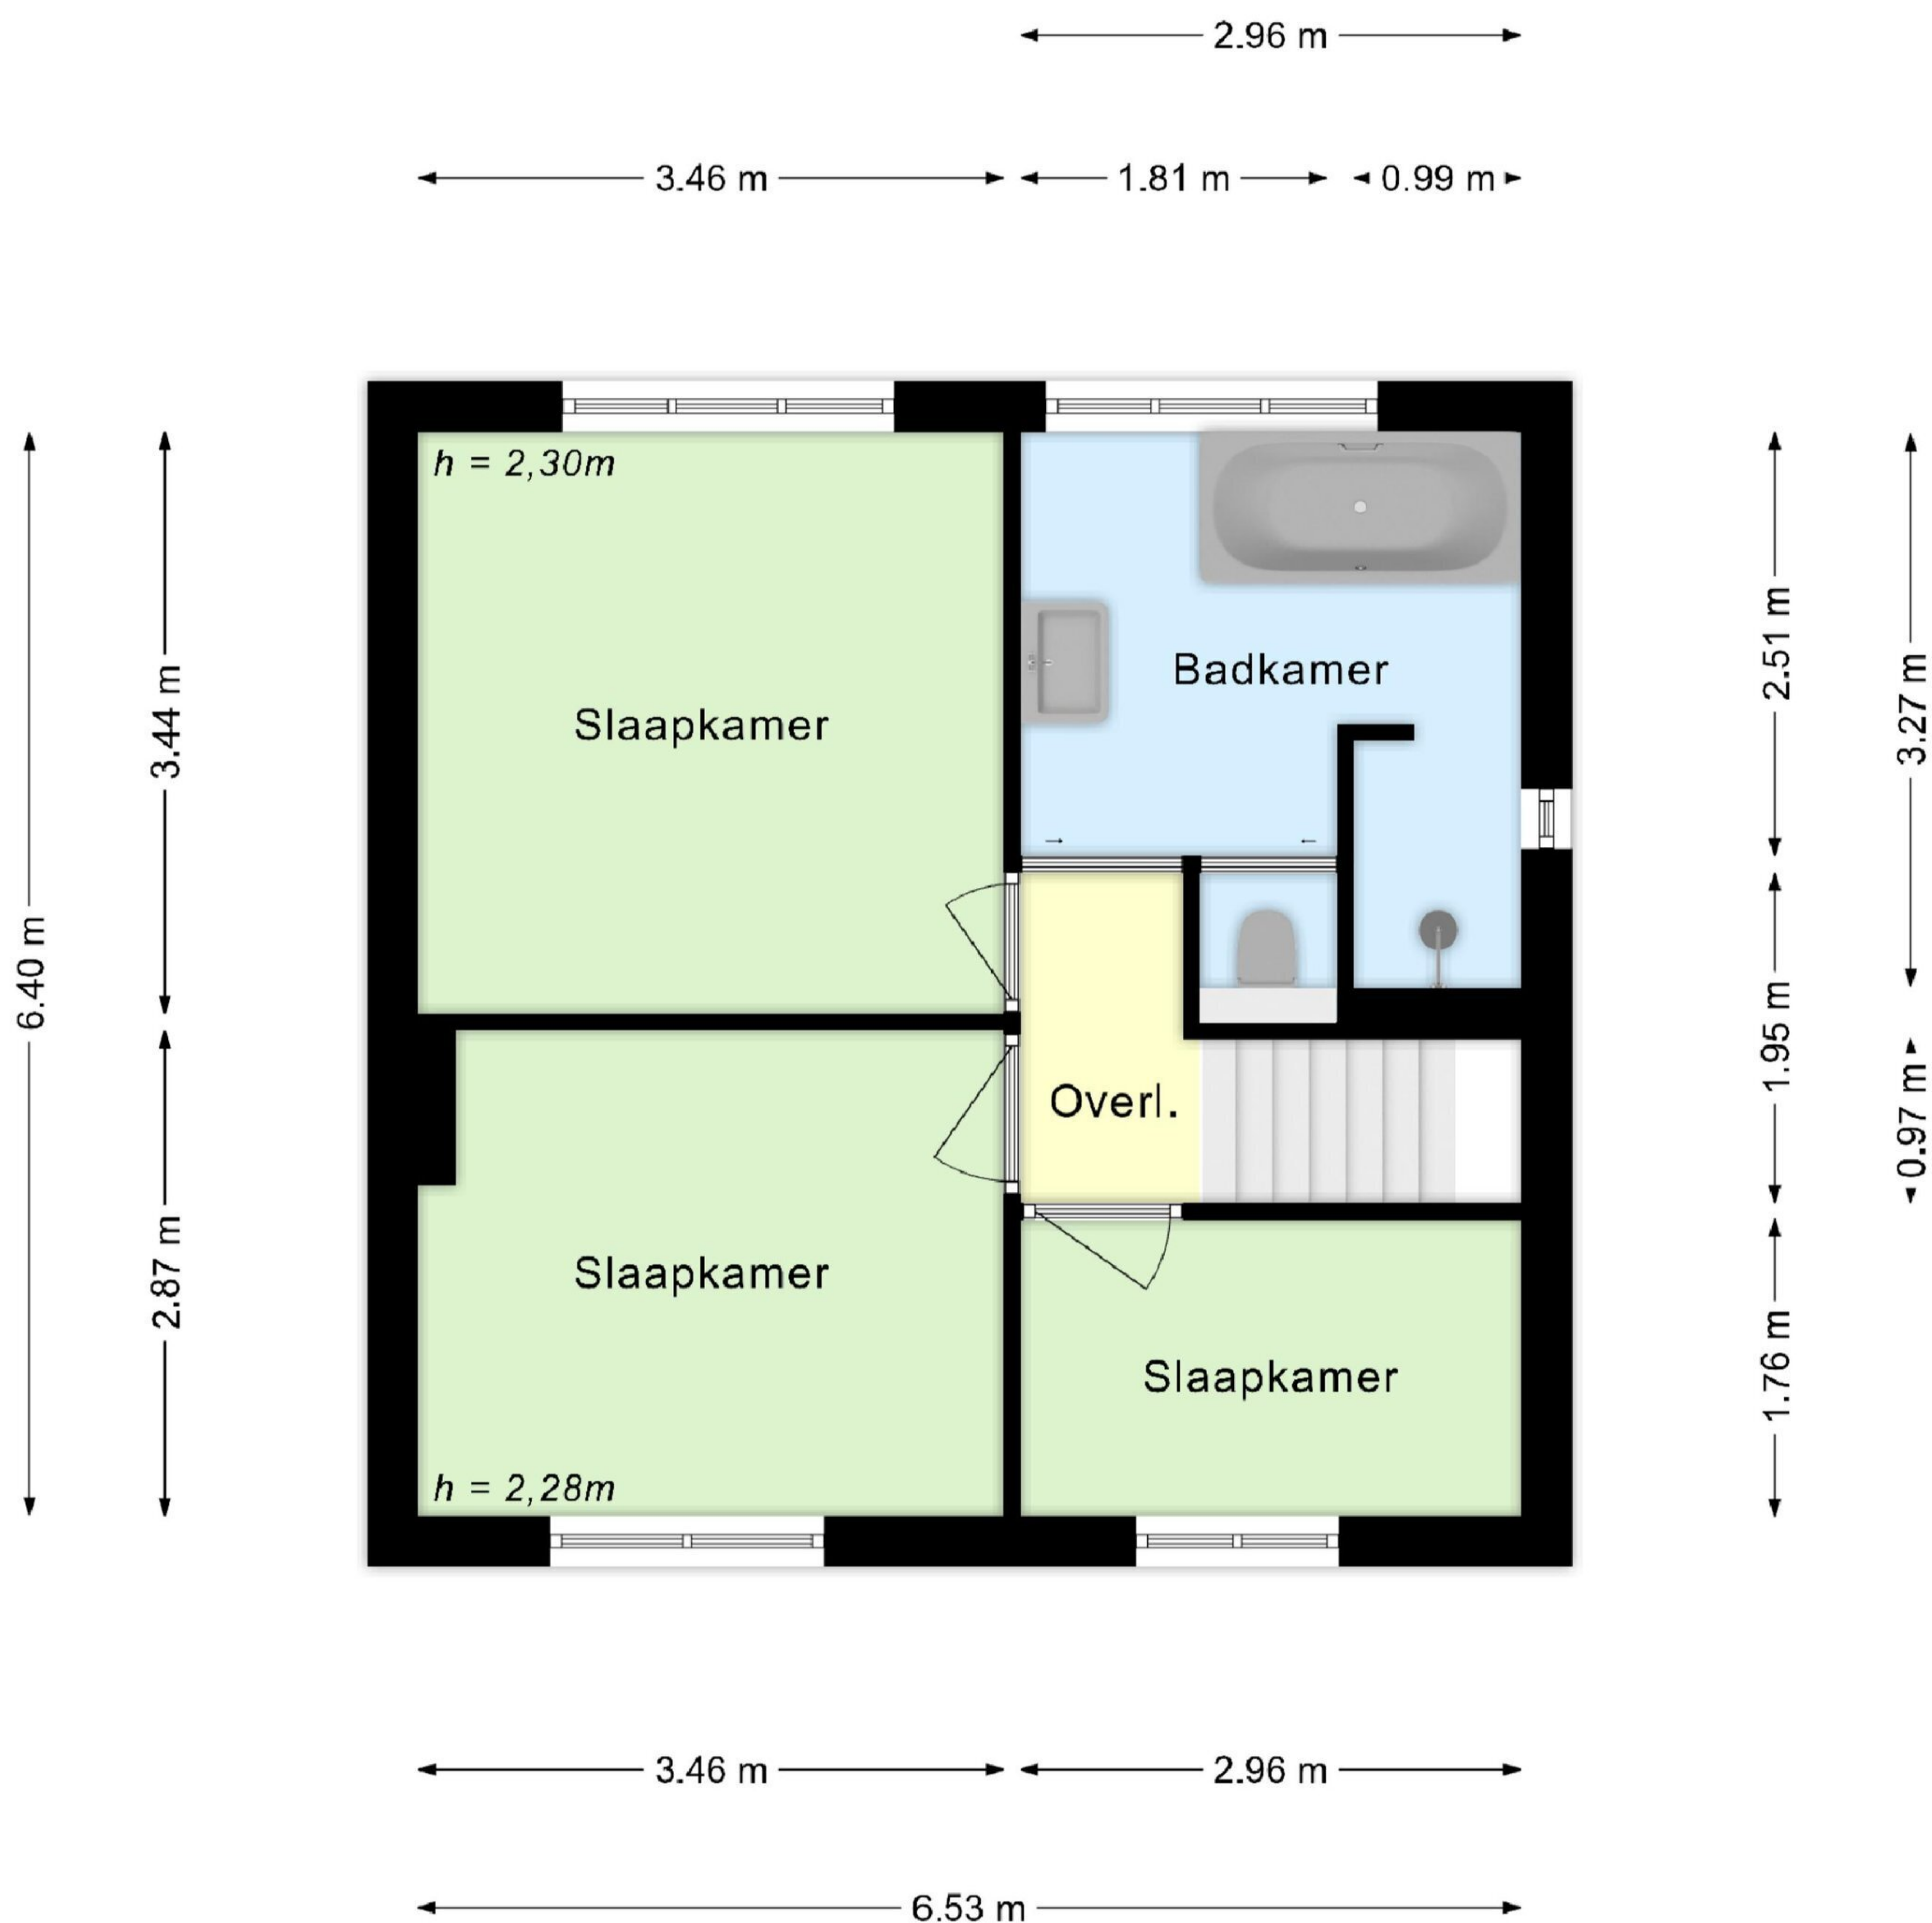 2.96 m
3.46 m
1.81 m
0.99 m
h = 2,30m
Slaapkamer
Badkamer
6.40 m
3.44 m
2.87 m
2.51 m
3.27 m
1.95 m
0.97 m
1.76 m
Overl.
Slaapkamer
Slaapkamer
h = 2,28m
3.46 m
2.96 m
6.53 m